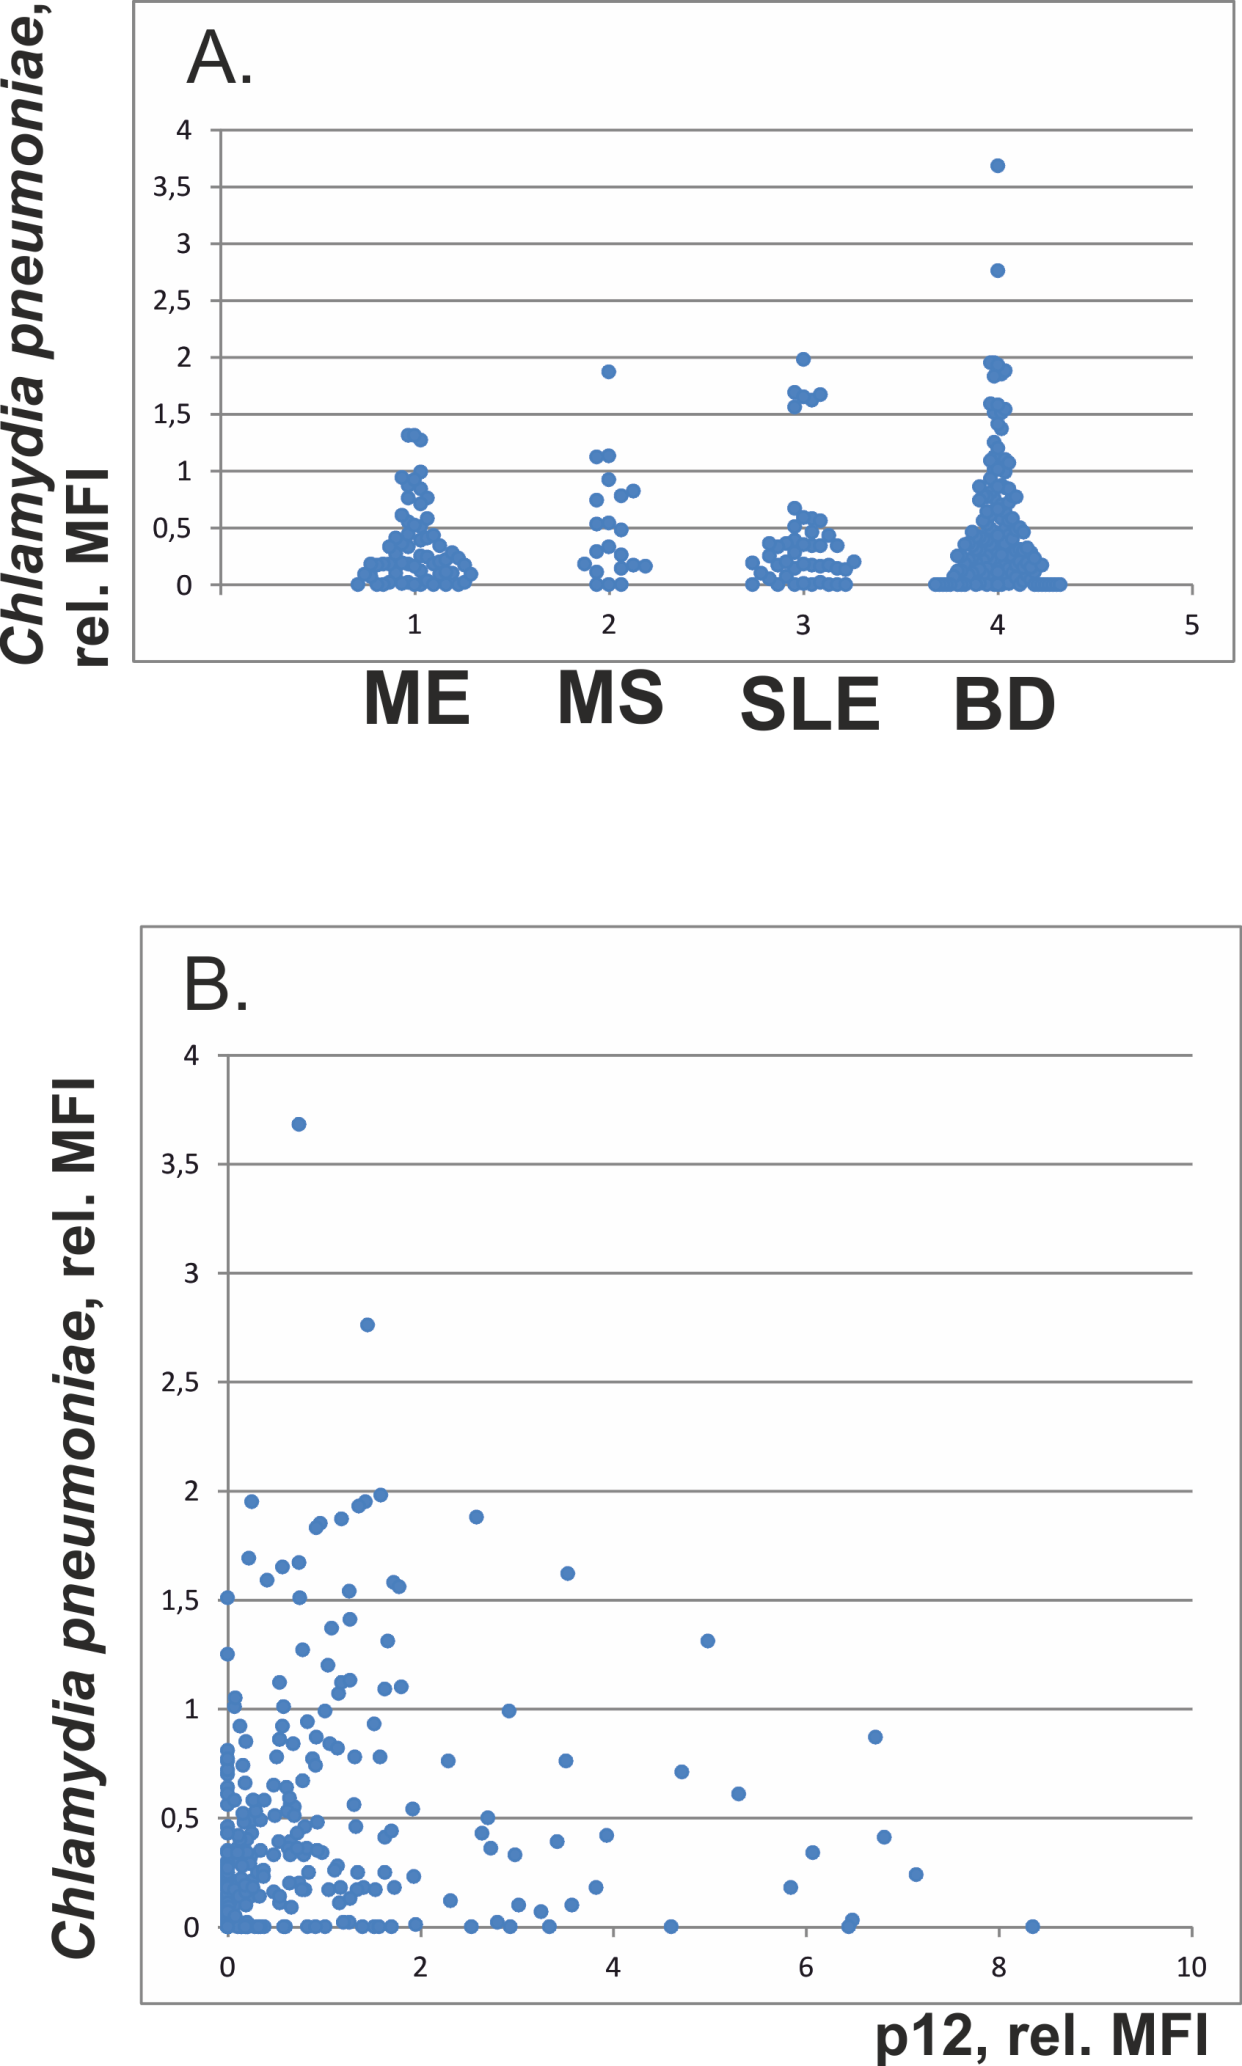 Chlamydia pneumoniae,
rel. MFI
A.
4
3,5
3
2,5
2
1,5
1
0,5
0
1 2 3 4 5
ME MS SLE BD
B.
Chlamydia pneumoniae, rel. MFI
4
3,5
3
2,5
2
1,5
1
0,5
0
0 2 4 6 8 10
p12, rel. MFI